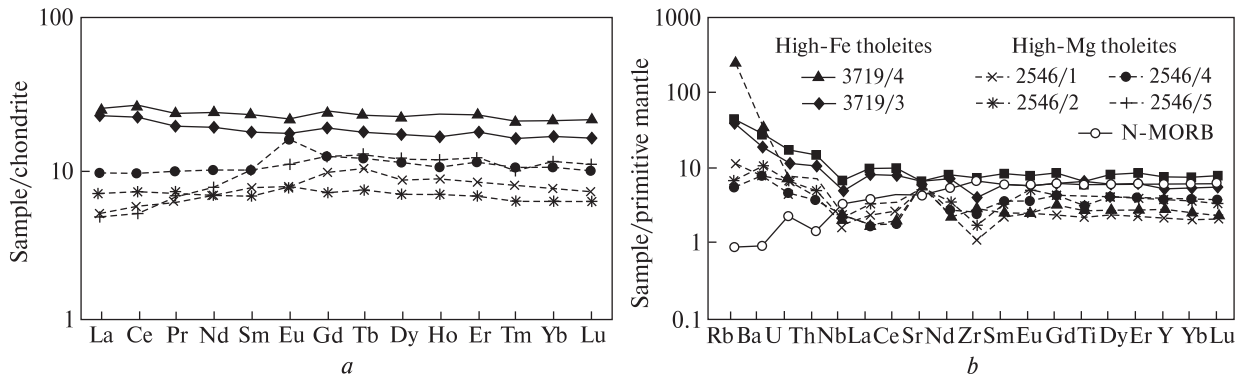 Sample/chondrite
100
10
1
La Ce Pr Nd Sm Eu Gd Tb Dy Ho Er Tm Yb Lu
a
Sample/primitive mantle
1000
100
10
1
0.1
High-Fe tholeites
3719/4
3719/3
High-Mg tholeites
2546/1 2546/4
2546/2 2546/5
N-MORB
Rb Ba U Th Nb La Ce Sr Nd Zr Sm Eu Gd Ti Dy Er Y Yb Lu
b